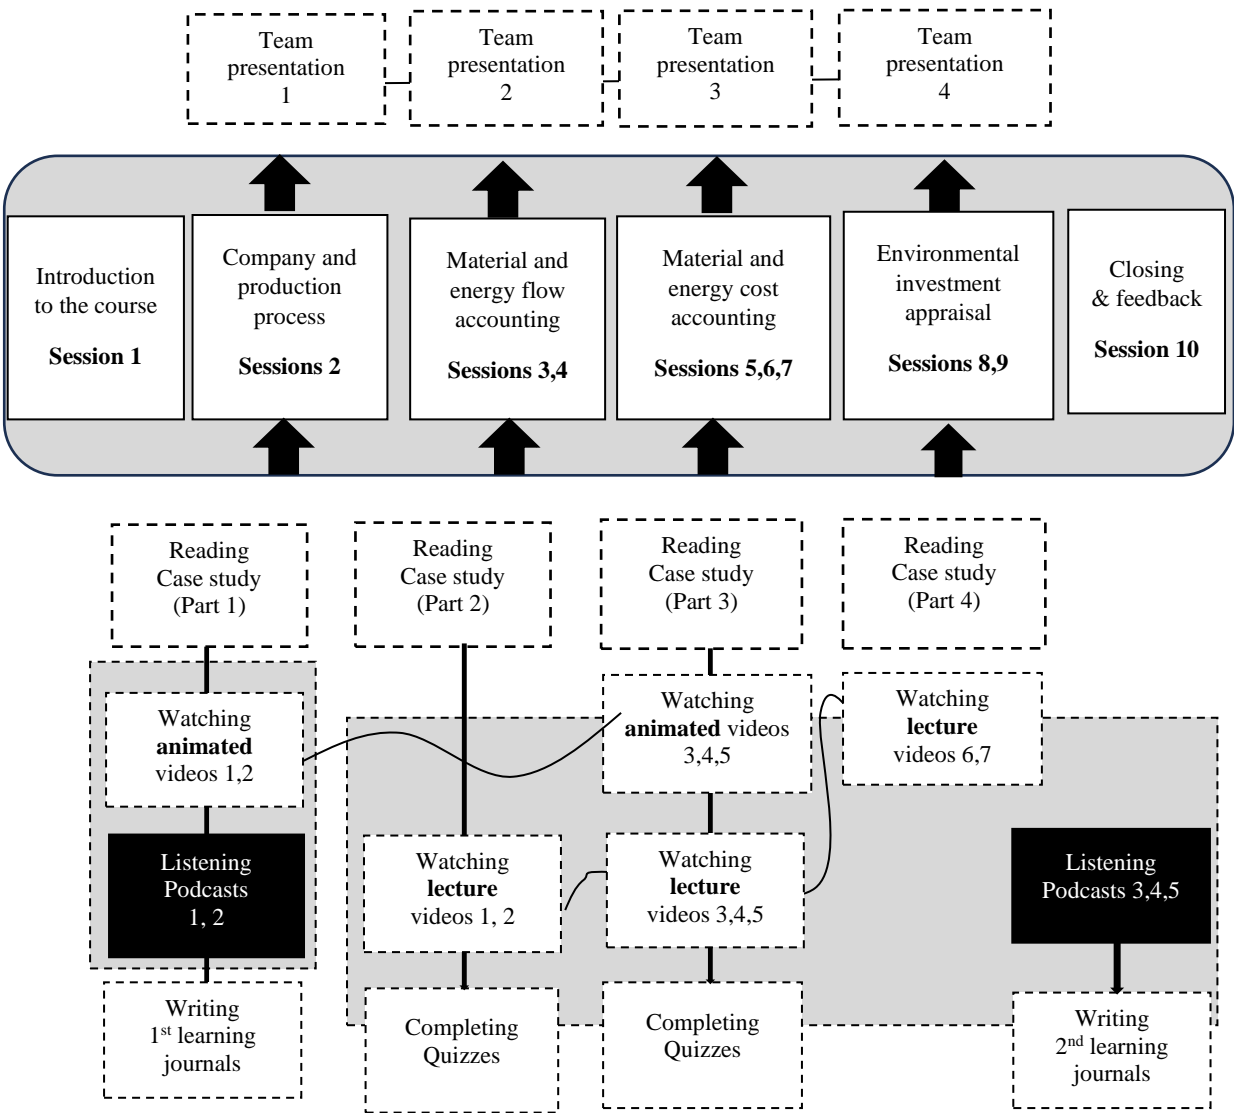 Team
presentation
1
Team
presentation
2
Team
presentation
3
Team
presentation
4
Introduction
to the course
Session 1
Company and
production
process
Sessions 2
Material and
energy flow
accounting
Sessions 3,4
Material and
energy cost
accounting
Sessions 5,6,7
Environmental
investment
appraisal
Sessions 8,9
Closing
& feedback
Session 10
Reading
Case study
(Part 1)
Reading
Case study
(Part 2)
Reading
Case study
(Part 3)
Reading
Case study
(Part 4)
Watching
animated
videos 1,2
Watching
animated videos
3,4,5
Watching
lecture
videos 6,7
Listening
Podcasts
1, 2
Watching
lecture
videos 1, 2
Watching
lecture
videos 3,4,5
Listening
Podcasts 3,4,5
Writing
1st learning
journals
Completing
Quizzes
Completing
Quizzes
Writing
2nd learning
journals